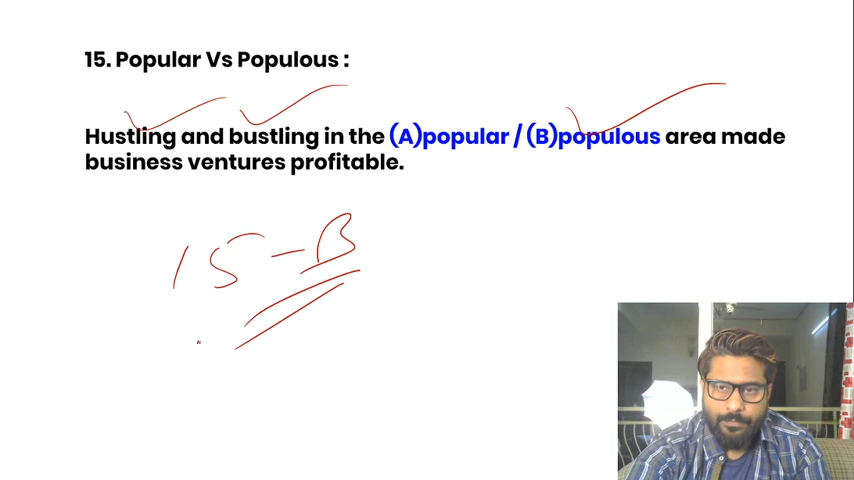 15. Popular Vs Populous :
Hustling and bustling in the (A)popular / (B)populous area made
business ventures profitable.
15-B